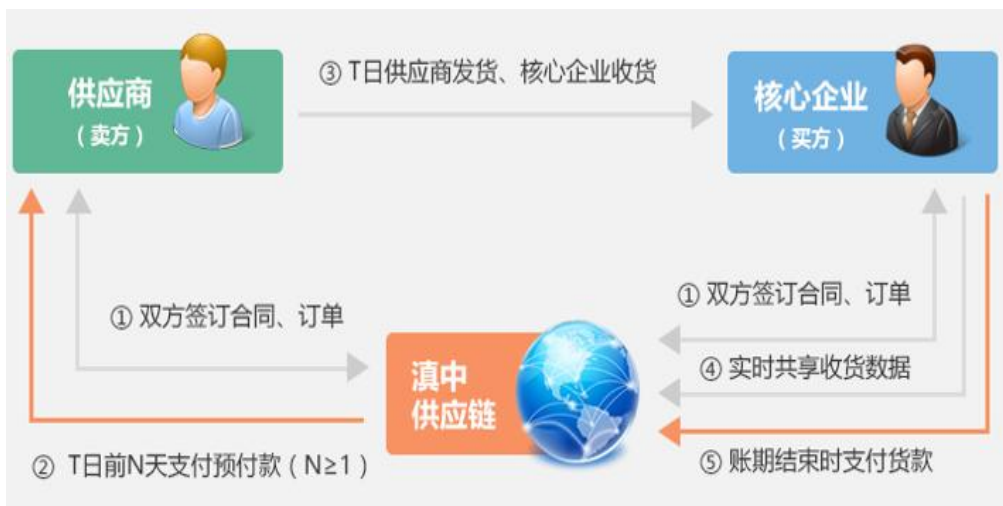 供应商
（卖方）
③ T日供应商发货、核心企业收货
核心企业
（买方）
① 双方签订合同、订单
① 双方签订合同、订单
滇中
供应链
④ 实时共享收货数据
② T日前N天支付预付款（N≥1）
⑤ 账期结束时支付货款